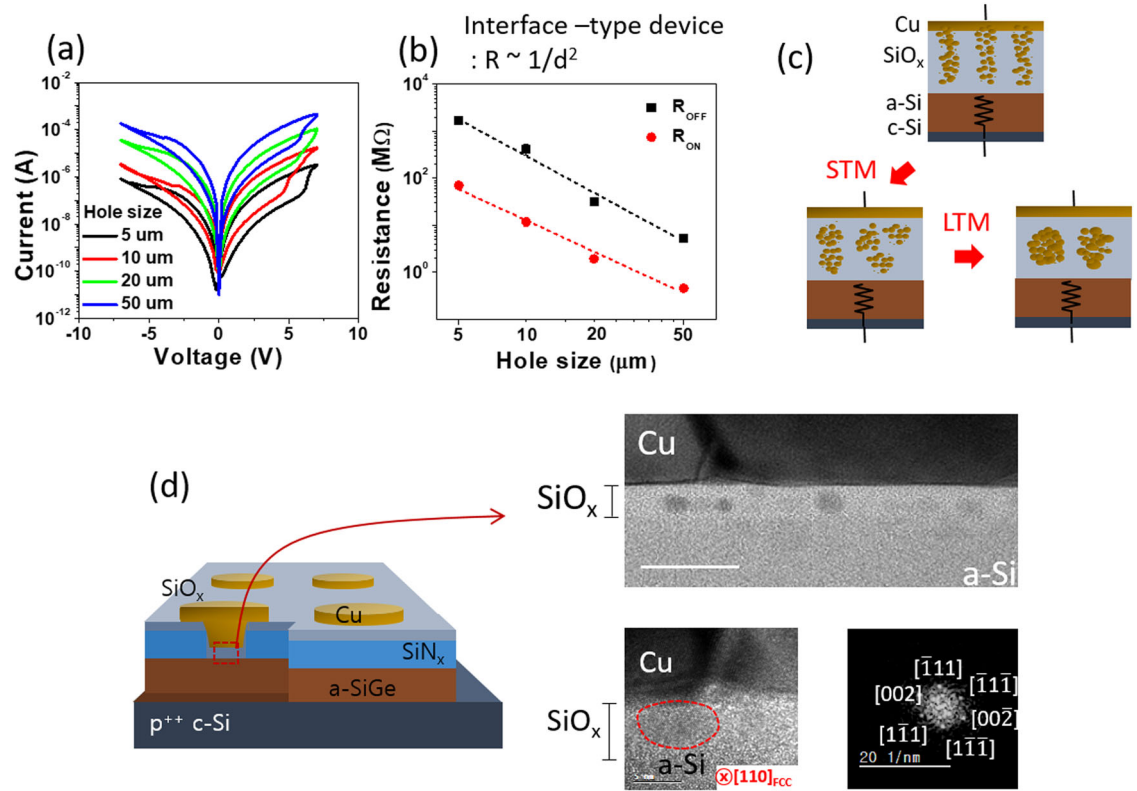 (a)
Current (A)
10⁻²
10⁻⁴
10⁻⁶
10⁻⁸
10⁻¹⁰
10⁻¹²
Hole size
5 um
10 um
20 um
50 um
-10 -5 0 5 10
Voltage (V)
(b)
Interface –type device
: R ~ 1/d²
Resistance (MΩ)
10⁴
10²
10⁰
R_OFF
R_ON
5 10 20 50
Hole size (μm)
(c)
Cu
SiOₓ
a-Si
c-Si
STM
LTM
(d)
SiOₓ
Cu
SiNₓ
a-SiGe
p⁺⁺ c-Si
Cu
SiOₓ
a-Si
Cu
SiOₓ
a-Si
⊗[110]FCC
[1̅11]
[002]
[1̅11̅]
[002̅]
[11̅1]
[11̅1̅]
20 1/nm